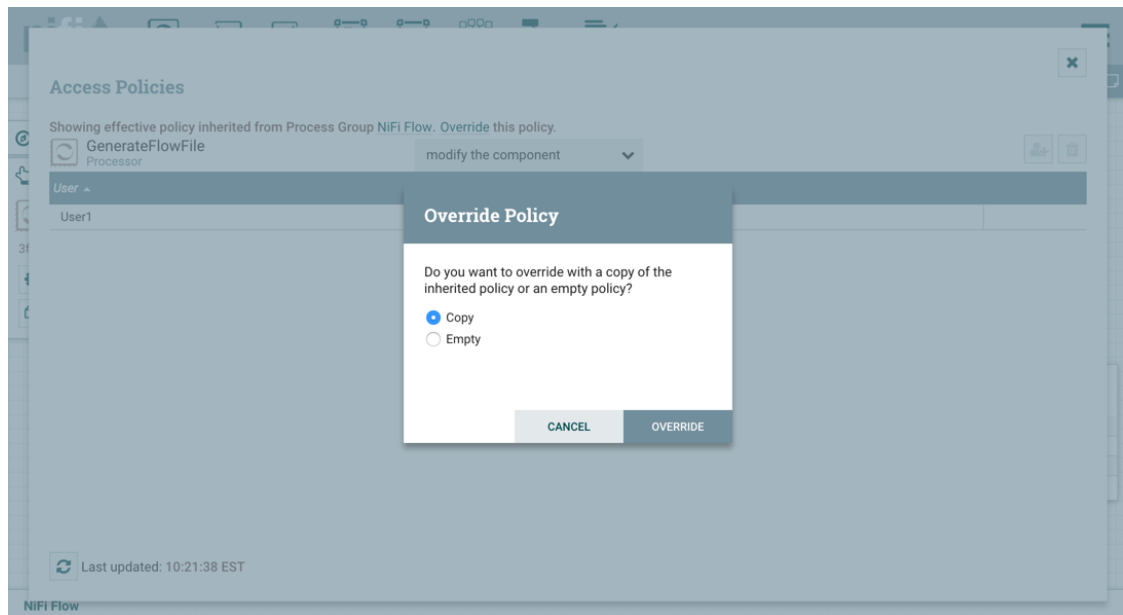 nifi
Access Policies
Showing effective policy inherited from Process Group NiFi Flow. Override this policy.
GenerateFlowFile
Processor
modify the component
User
User1
Override Policy
Do you want to override with a copy of the
inherited policy or an empty policy?
Copy
Empty
CANCEL
OVERRIDE
Last updated: 10:21:38 EST
NiFi Flow